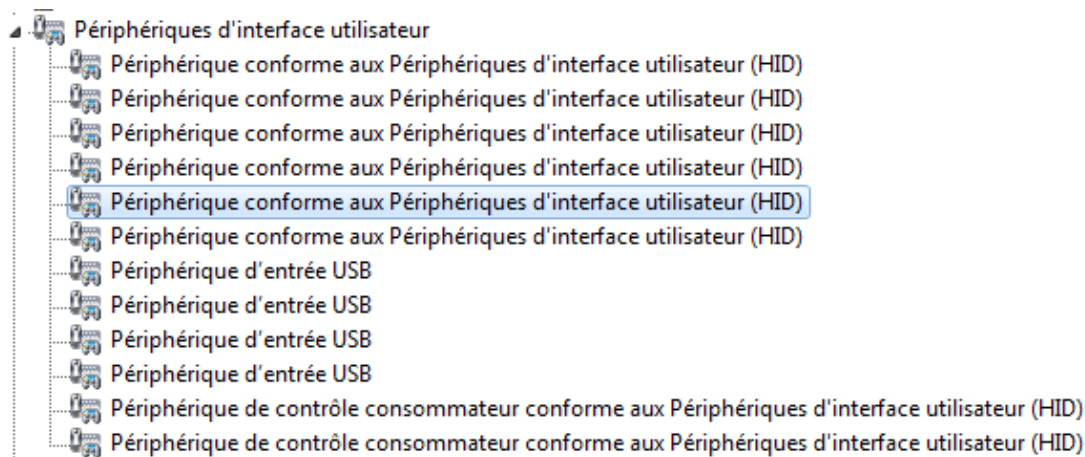 Périphériques d'interface utilisateur
Périphérique conforme aux Périphériques d'interface utilisateur (HID)
Périphérique conforme aux Périphériques d'interface utilisateur (HID)
Périphérique conforme aux Périphériques d'interface utilisateur (HID)
Périphérique conforme aux Périphériques d'interface utilisateur (HID)
Périphérique conforme aux Périphériques d'interface utilisateur (HID)
Périphérique conforme aux Périphériques d'interface utilisateur (HID)
Périphérique d’entrée USB
Périphérique d’entrée USB
Périphérique d’entrée USB
Périphérique d’entrée USB
Périphérique de contrôle consommateur conforme aux Périphériques d'interface utilisateur (HID)
Périphérique de contrôle consommateur conforme aux Périphériques d'interface utilisateur (HID)